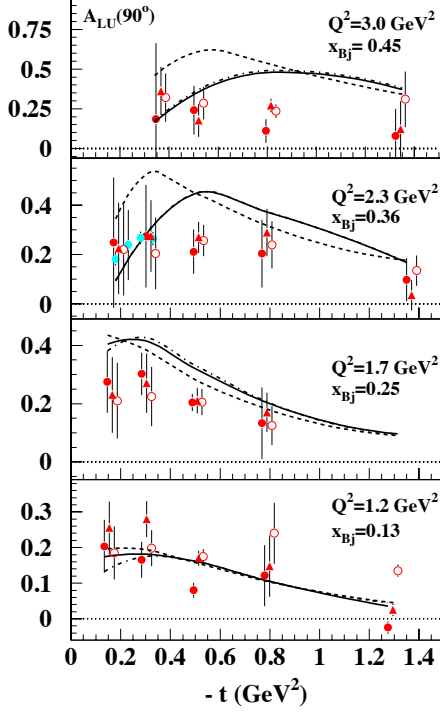 A_LU(90°)
Q²=3.0 GeV²
x_Bj = 0.45
0.75
0.5
0.25
0
Q²=2.3 GeV²
x_Bj=0.36
0.4
0.2
0
Q²=1.7 GeV²
x_Bj=0.25
0.4
0.2
0
Q²=1.2 GeV²
x_Bj=0.13
0.3
0.2
0.1
0
0 0.2 0.4 0.6 0.8 1 1.2 1.4
- t (GeV²)